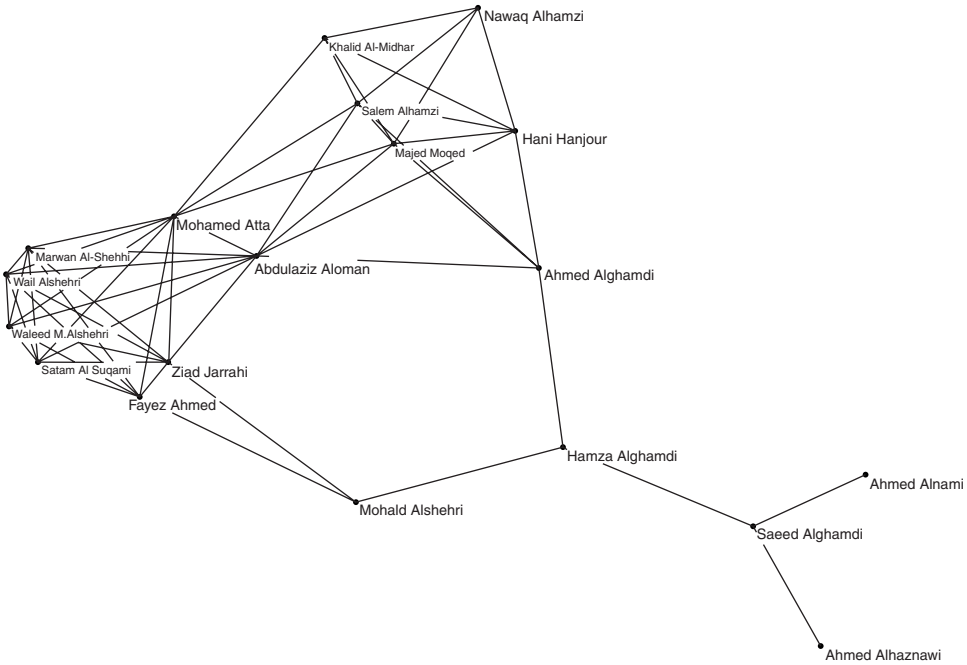 Nawaq Alhamzi
Khalid Al-Midhar
Salem Alhamzi
Hani Hanjour
Majed Moqed
Mohamed Atta
Marwan Al-Shehhi
Abdulaziz Aloman
Ahmed Alghamdi
Wail Alshehri
Waleed M.Alshehri
Satam Al Suqami
Ziad Jarrahi
Fayez Ahmed
Hamza Alghamdi
Ahmed Alnami
Mohald Alshehri
Saeed Alghamdi
Ahmed Alhaznawi